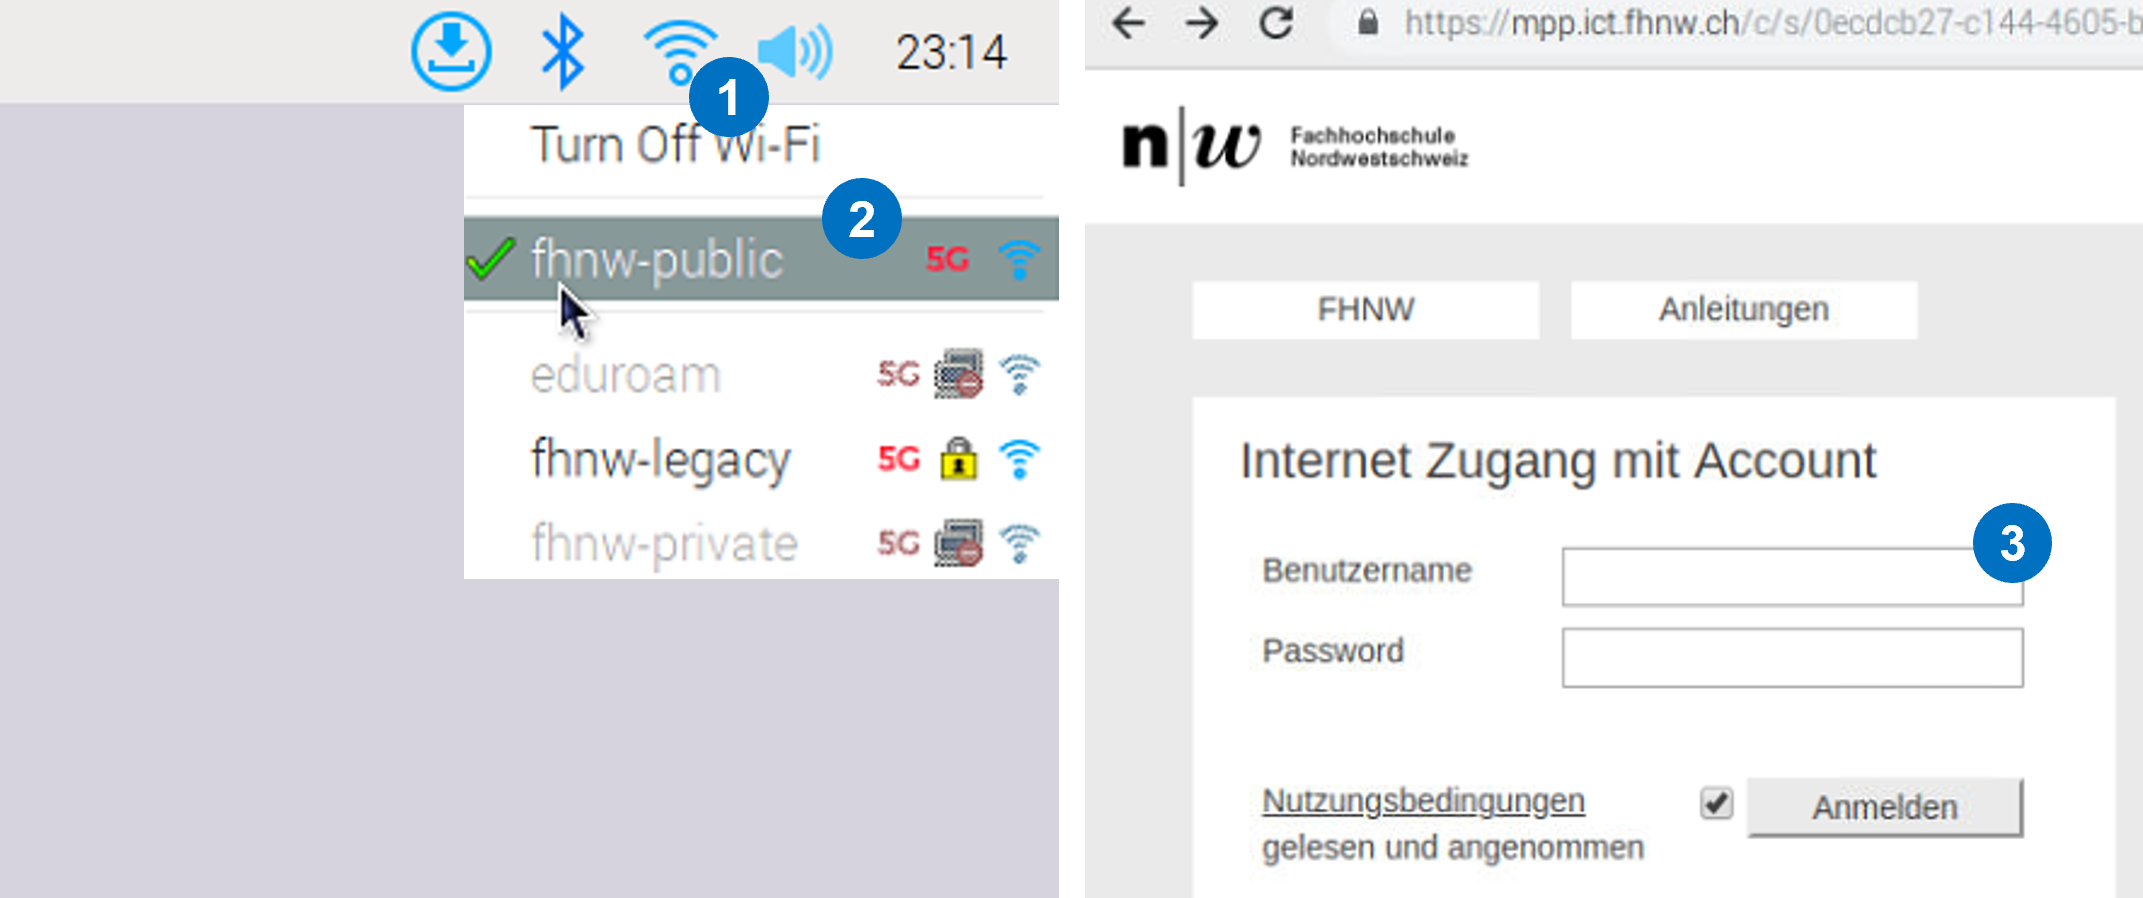 23:14
1
Turn Off Wi-Fi
2
fhnw-public 5G
eduroam 5G
fhnw-legacy 5G
fhnw-private 5G
https://mpp.ict.fhnw.ch/c/s/0ecdcb27-c144-4605-b
n|w Fachhochschule
Nordwestschweiz
FHNW Anleitungen
Internet Zugang mit Account
3
Benutzername
Password
Nutzungsbedingungen
gelesen und angenommen
Anmelden